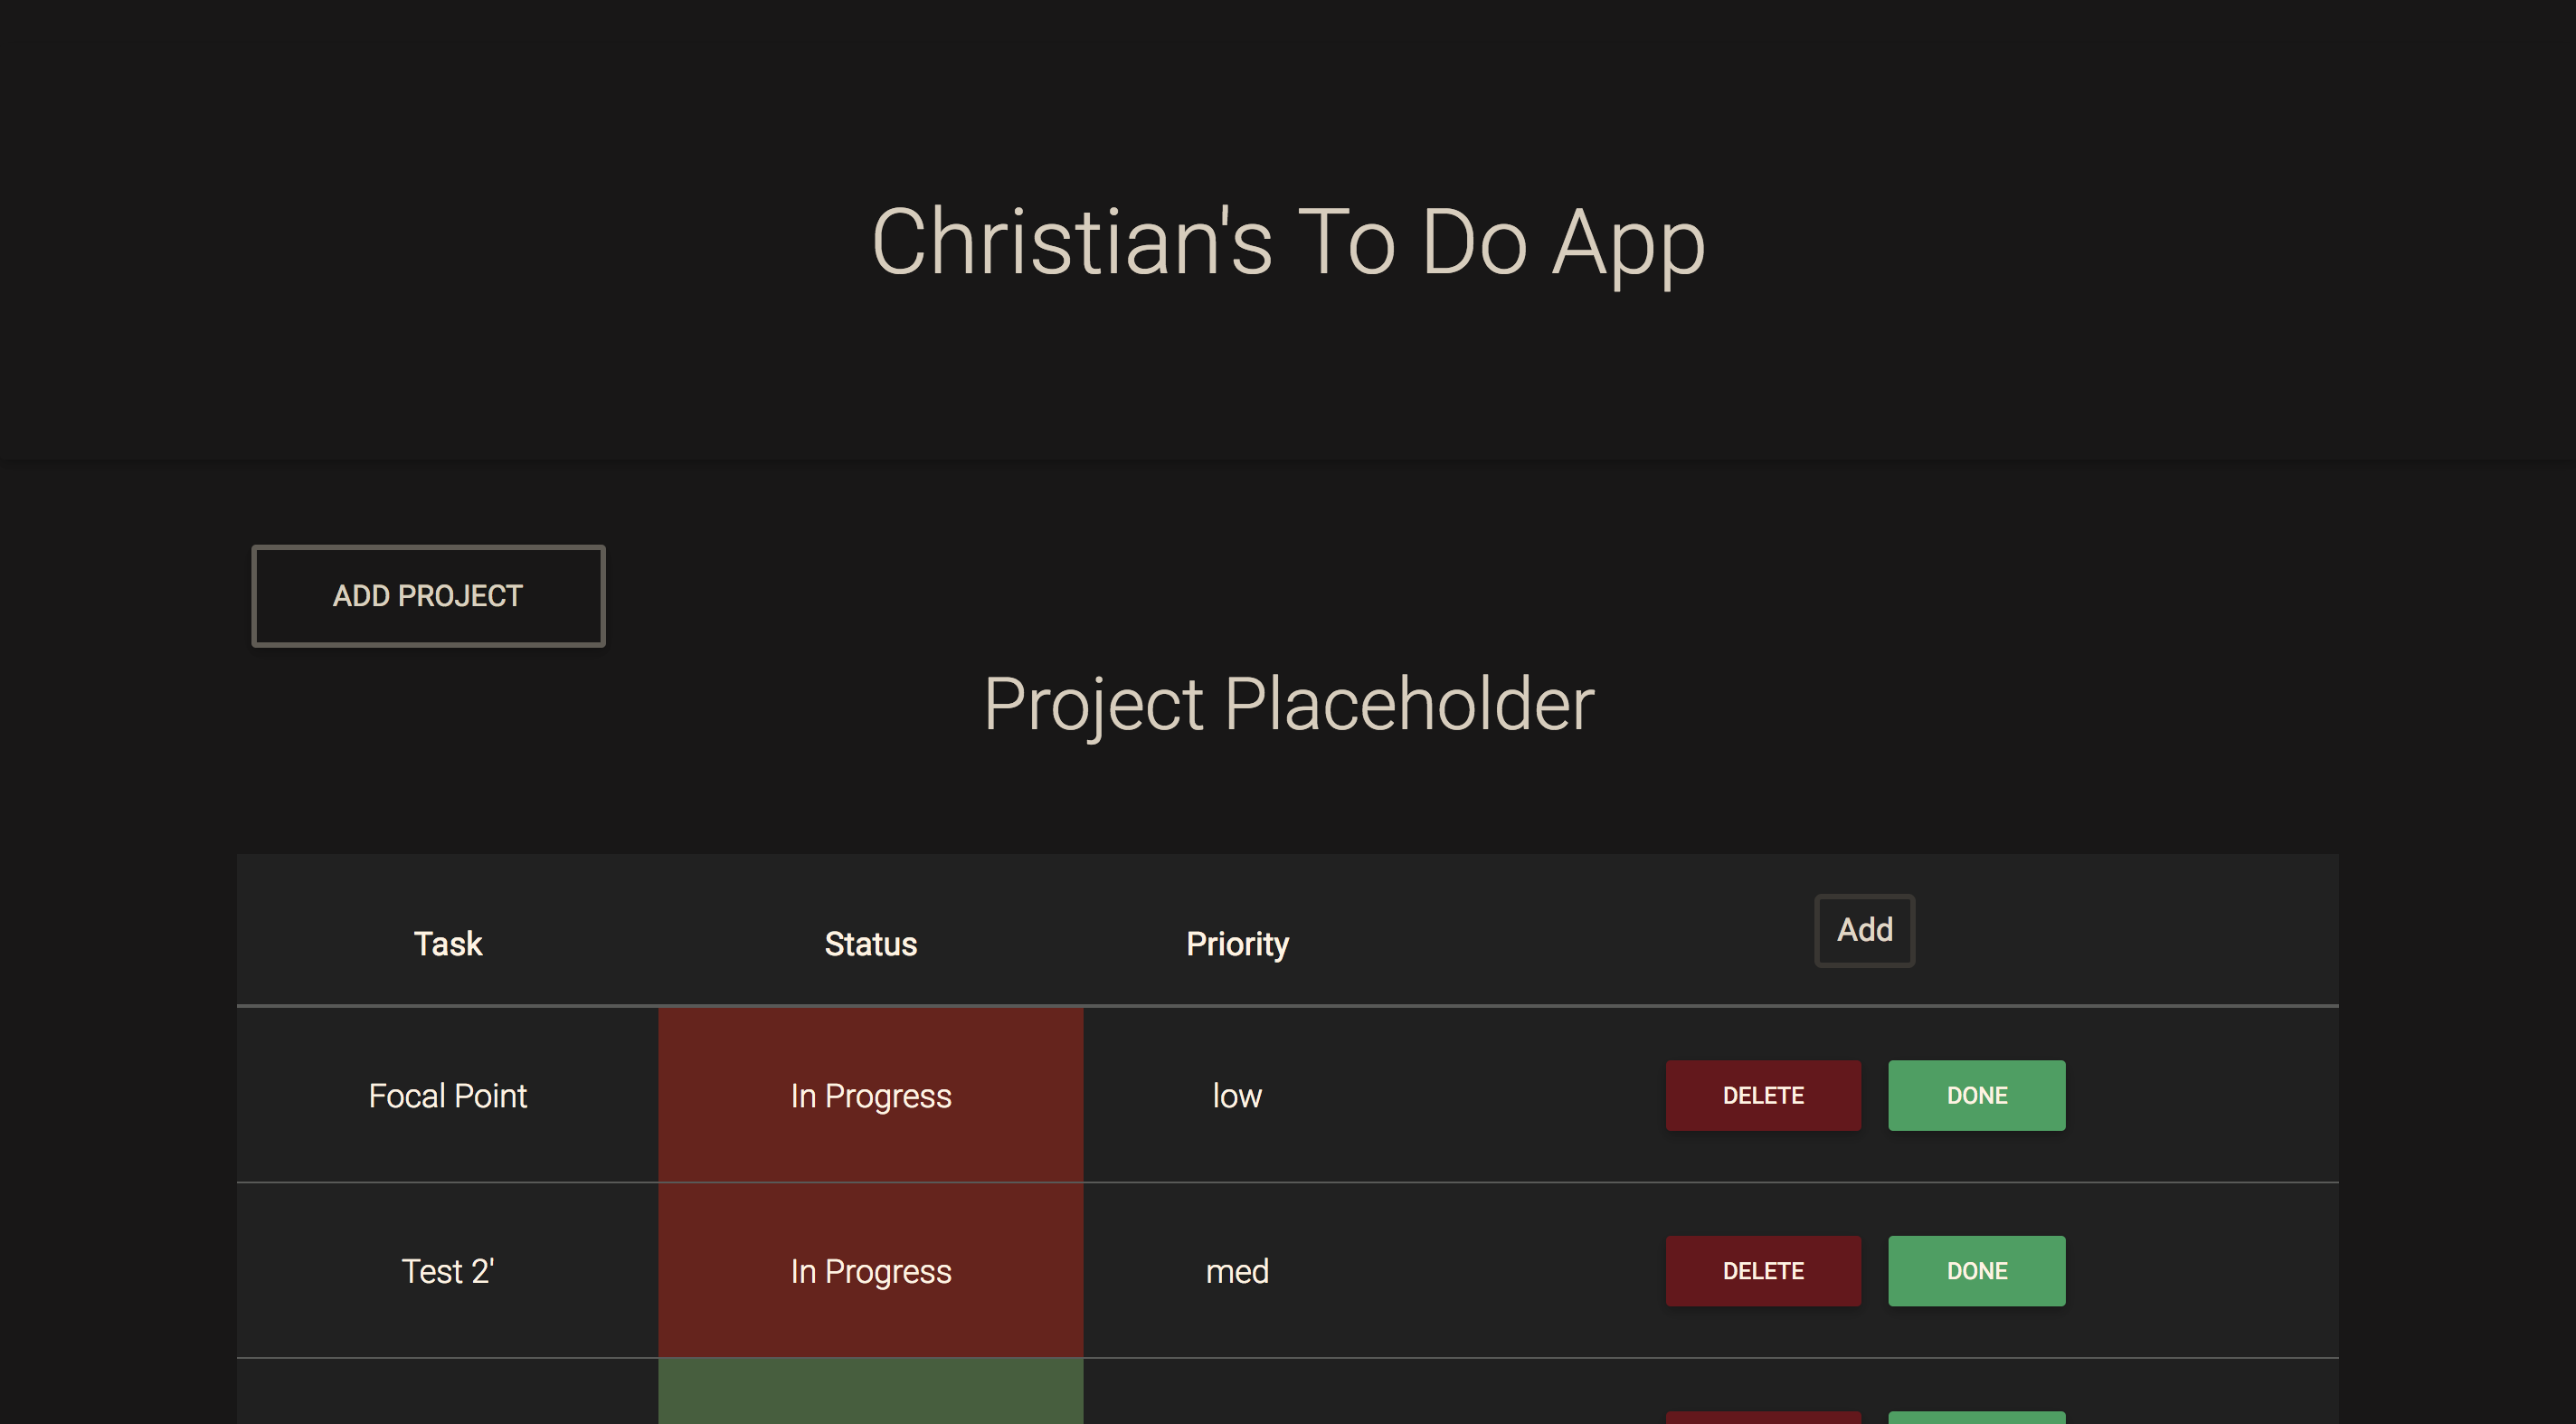 Christian's To Do App
ADD PROJECT
Project Placeholder
Task Status Priority Add
Focal Point In Progress low DELETE DONE
Test 2' In Progress med DELETE DONE